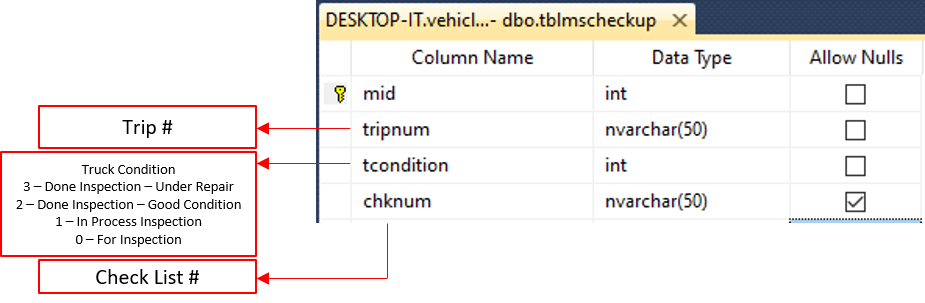 DESKTOP-IT.vehicl...- dbo.tblmscheckup
Column Name Data Type Allow Nulls
mid int
Trip # tripnum nvarchar(50)
tcondition int
Truck Condition
3 – Done Inspection – Under Repair
2 – Done Inspection – Good Condition
1 – In Process Inspection
0 – For Inspection
chknum nvarchar(50)
Check List #